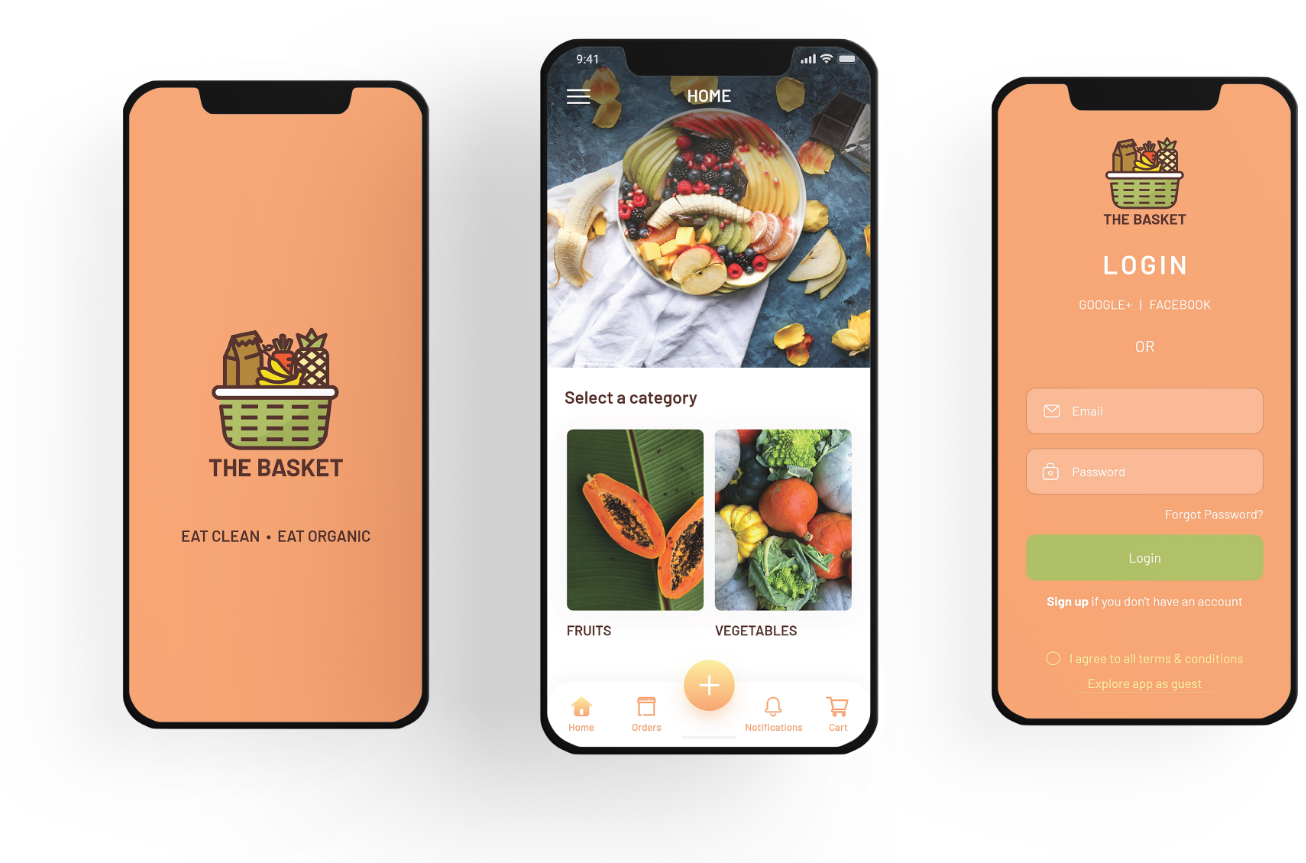 THE BASKET
EAT CLEAN • EAT ORGANIC
9:41
HOME
Select a category
FRUITS
VEGETABLES
Home
Orders
Notifications
Cart
THE BASKET
LOGIN
GOOGLE+ | FACEBOOK
OR
Email
Password
Forgot Password?
Login
Sign up if you don't have an account
I agree to all terms & conditions
Explore app as guest